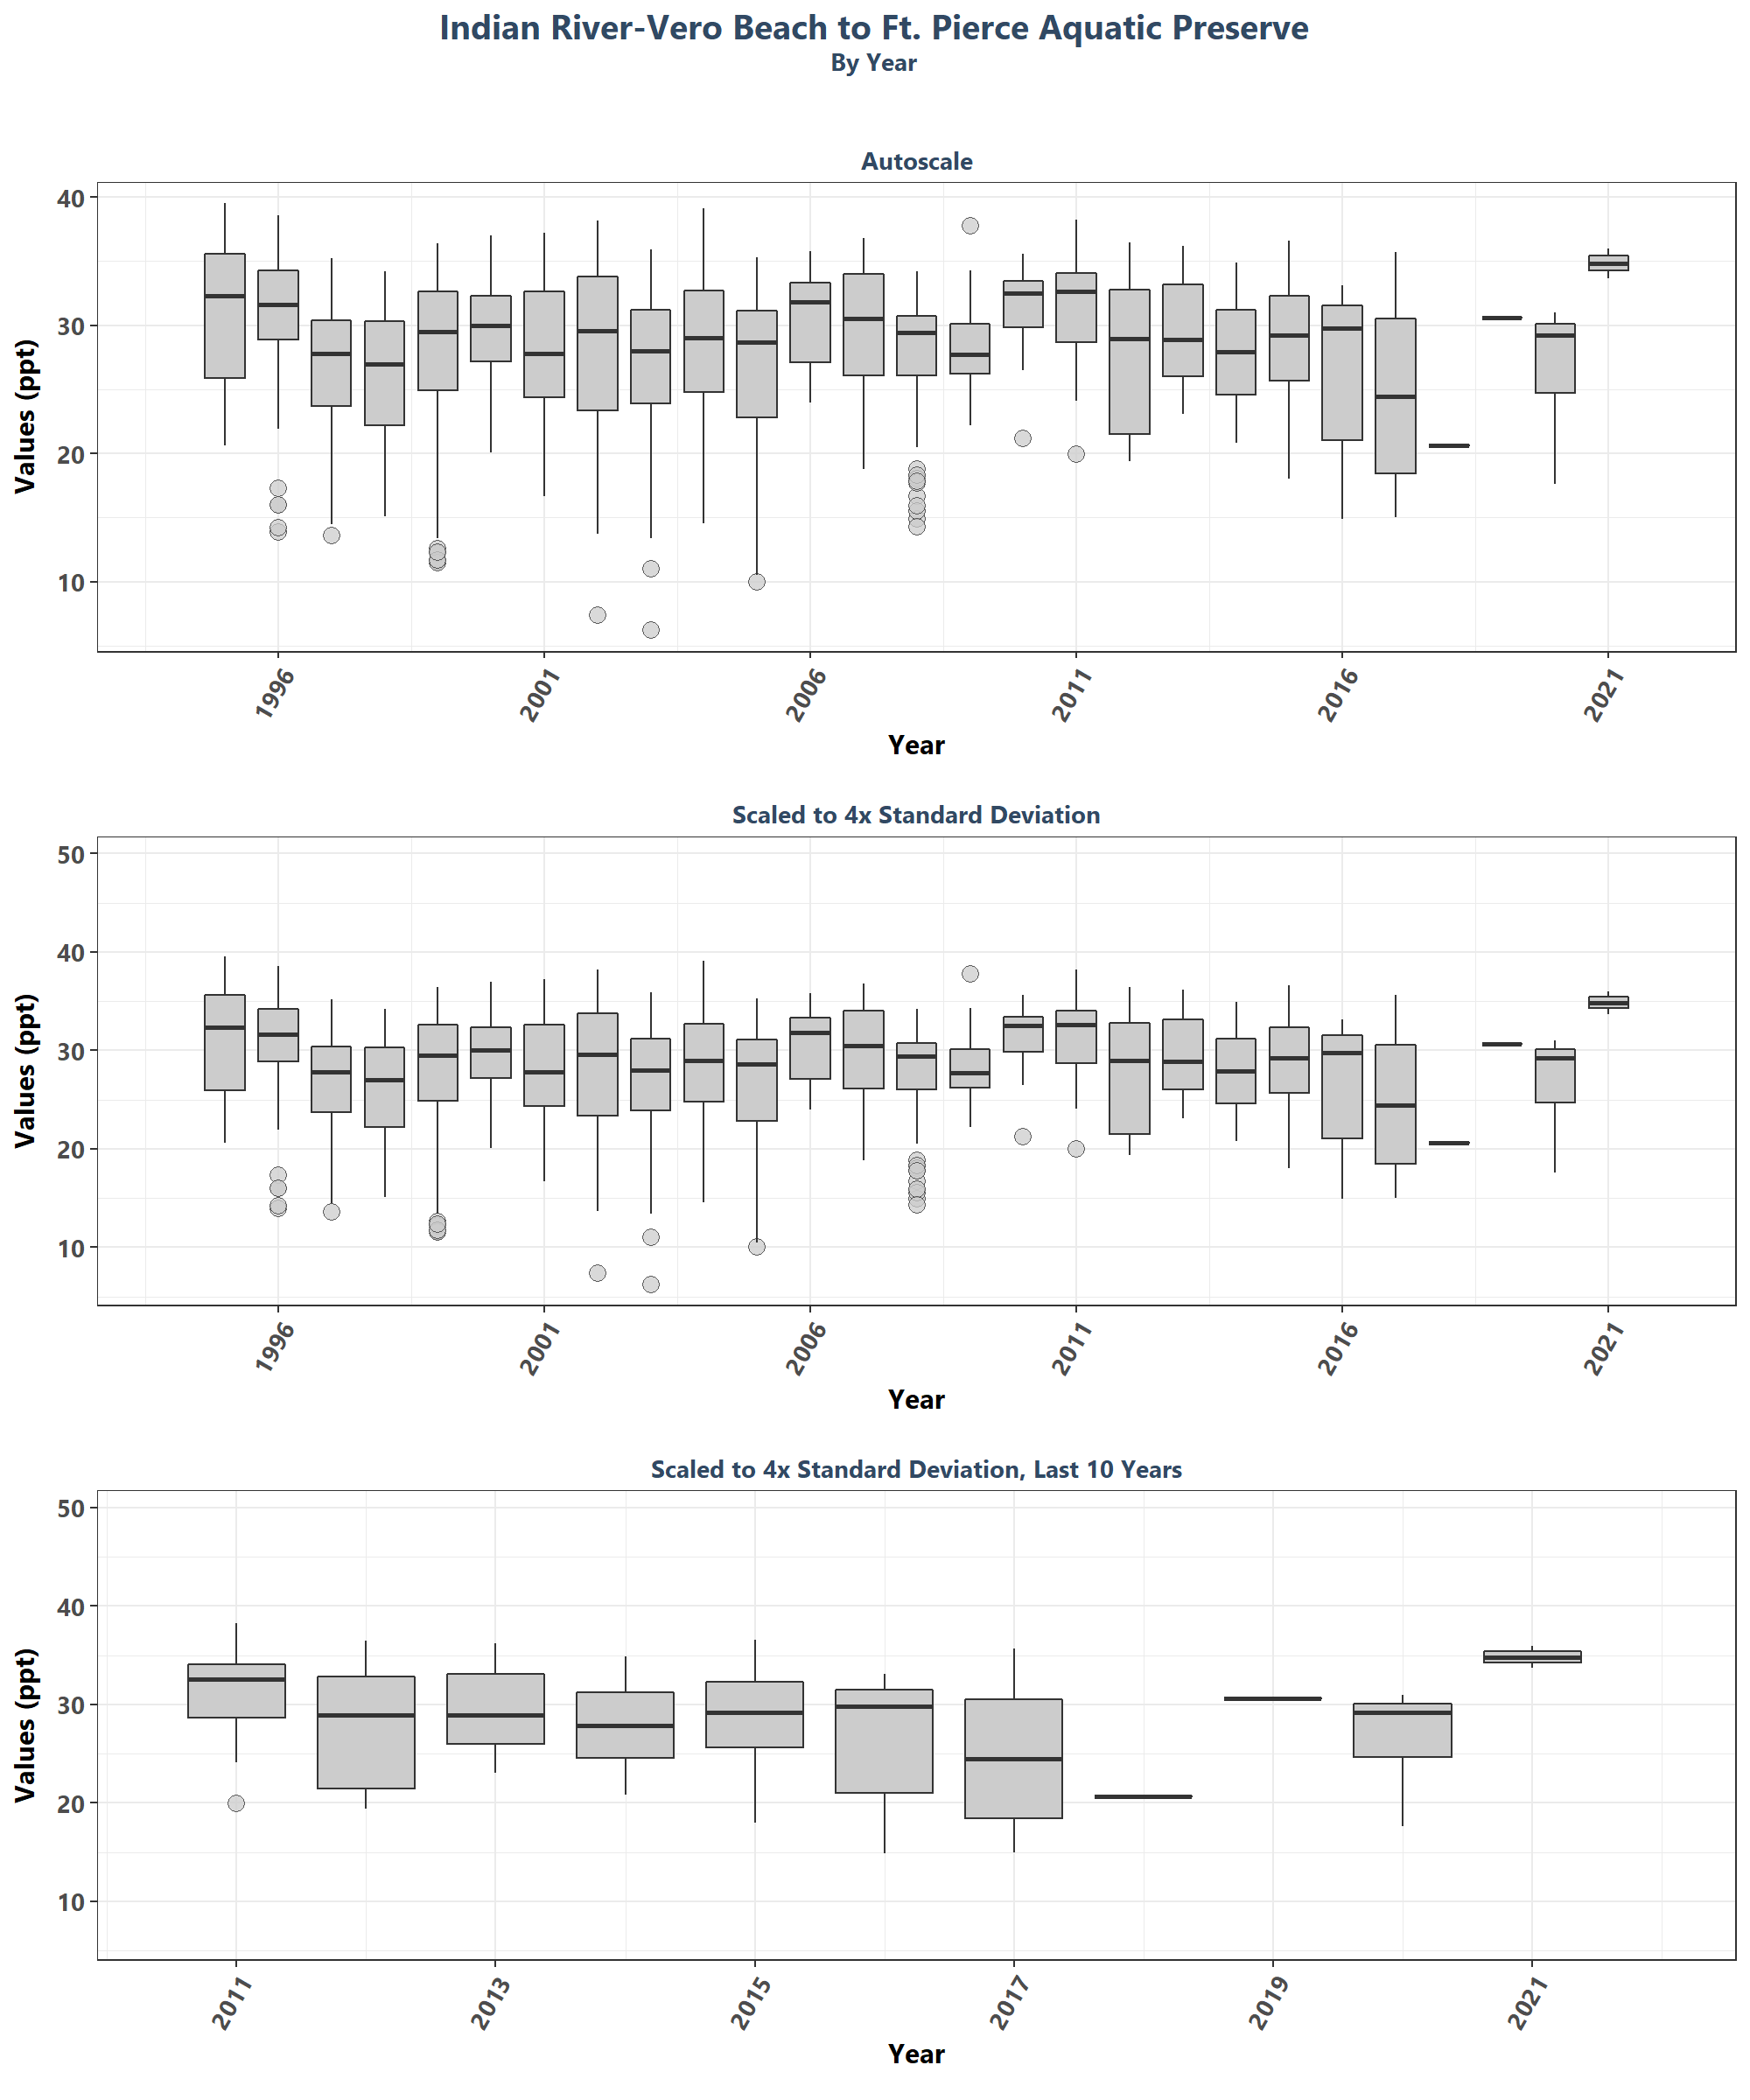 Indian River-Vero Beach to Ft. Pierce Aquatic Preserve
By Year
Autoscale
Values (ppt)
40
30
20
10
1996
2001
2006
2011
2016
2021
Year
Scaled to 4x Standard Deviation
Values (ppt)
50
40
30
20
10
1996
2001
2006
2011
2016
2021
Year
Scaled to 4x Standard Deviation, Last 10 Years
Values (ppt)
50
40
30
20
10
2011
2013
2015
2017
2019
2021
Year